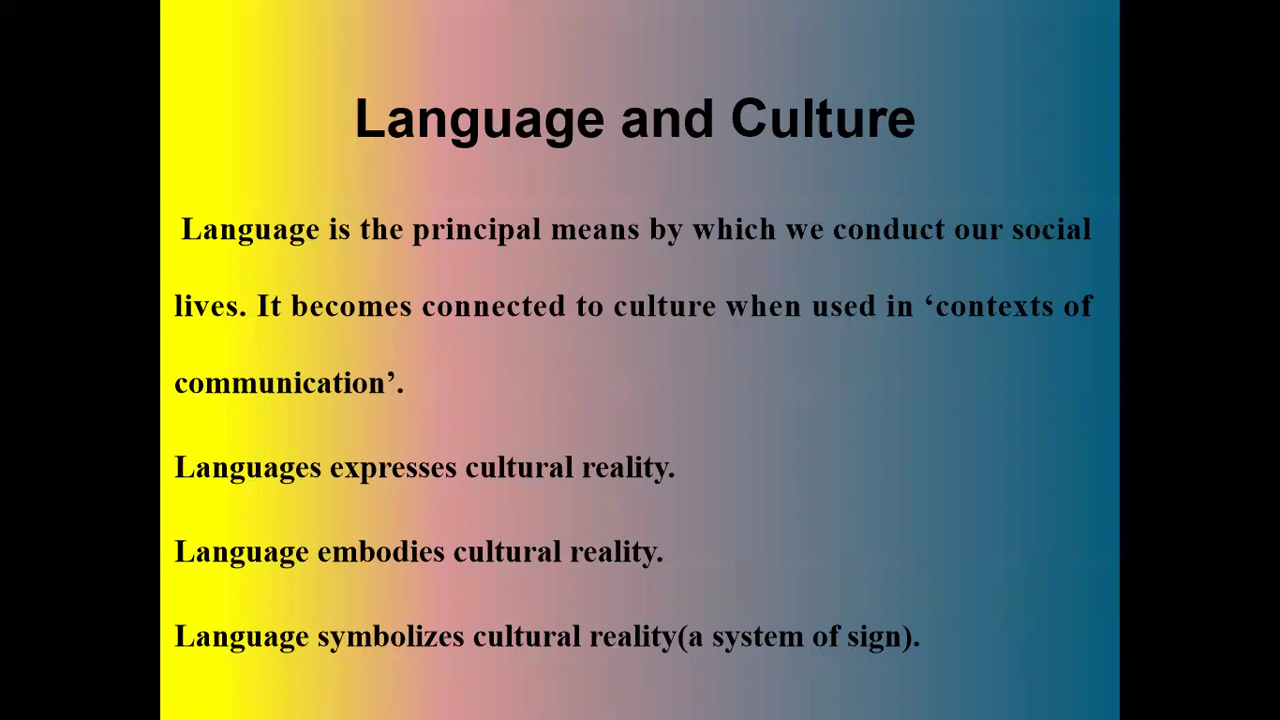 Language and Culture
Language is the principal means by which we conduct our social
lives. It becomes connected to culture when used in ‘contexts of
communication’.
Languages expresses cultural reality.
Language embodies cultural reality.
Language symbolizes cultural reality(a system of sign).